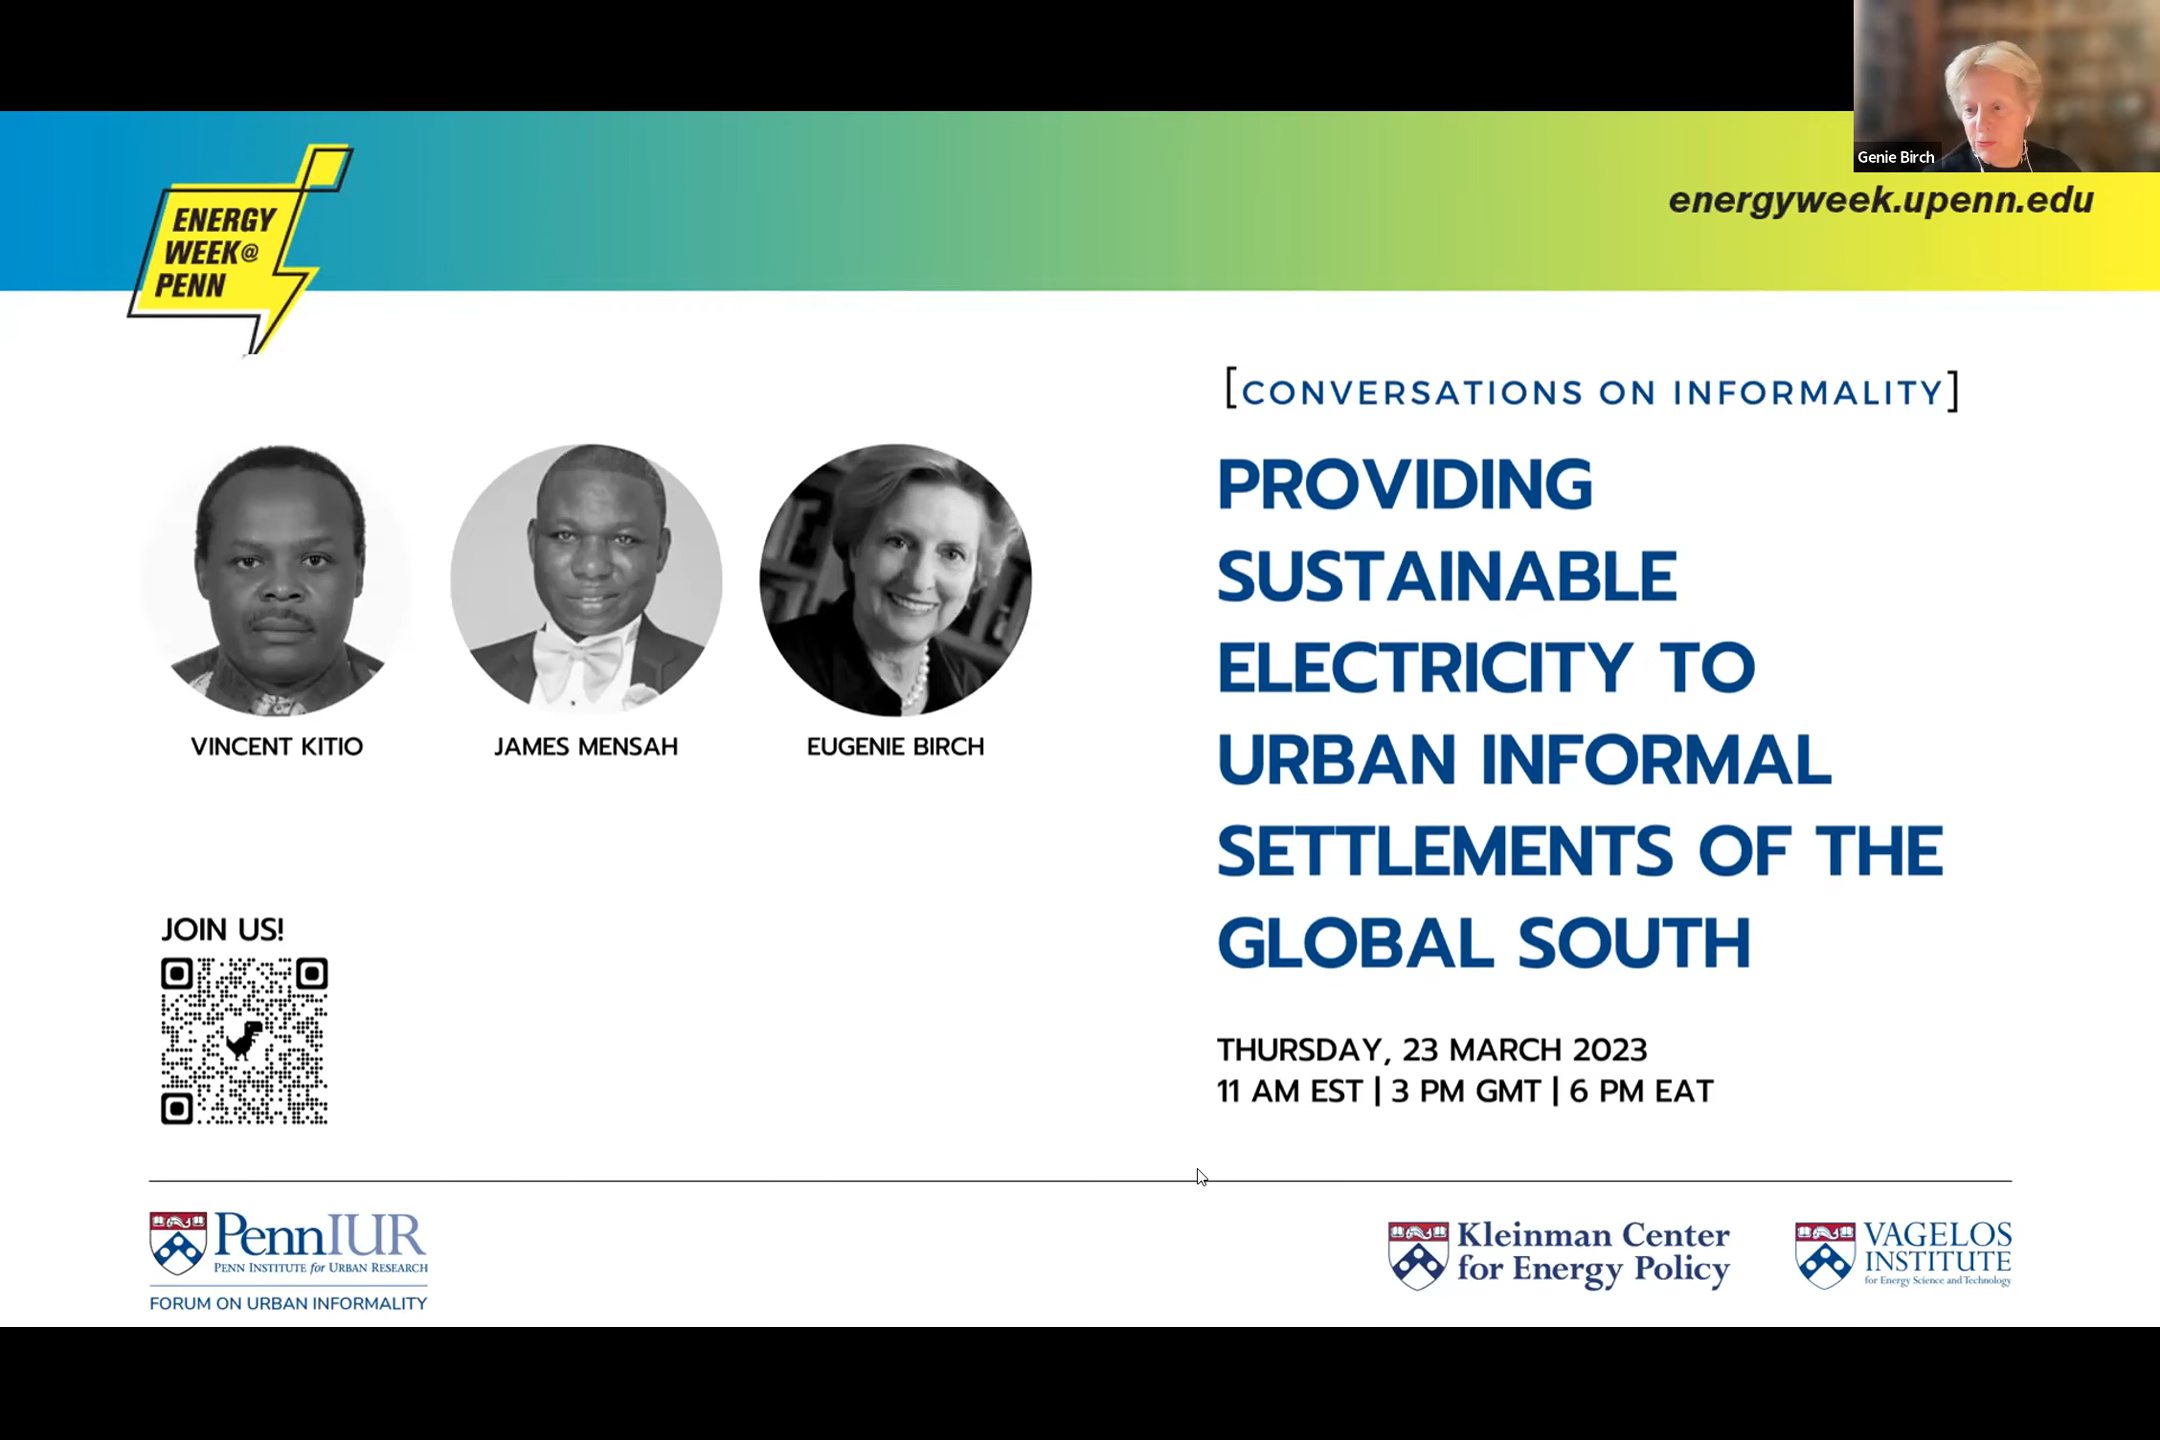 Genie Birch
energyweek.upenn.edu
ENERGY
WEEK@
PENN
[CONVERSATIONS ON INFORMALITY]
PROVIDING
SUSTAINABLE
ELECTRICITY TO
URBAN INFORMAL
SETTLEMENTS OF THE
GLOBAL SOUTH
VINCENT KITIO
JAMES MENSAH
EUGENIE BIRCH
JOIN US!
THURSDAY, 23 MARCH 2023
11 AM EST | 3 PM GMT | 6 PM EAT
PennIUR
PENN INSTITUTE for URBAN RESEARCH
FORUM ON URBAN INFORMALITY
Kleinman Center
for Energy Policy
VAGELOS
INSTITUTE
for Energy Science and Technology